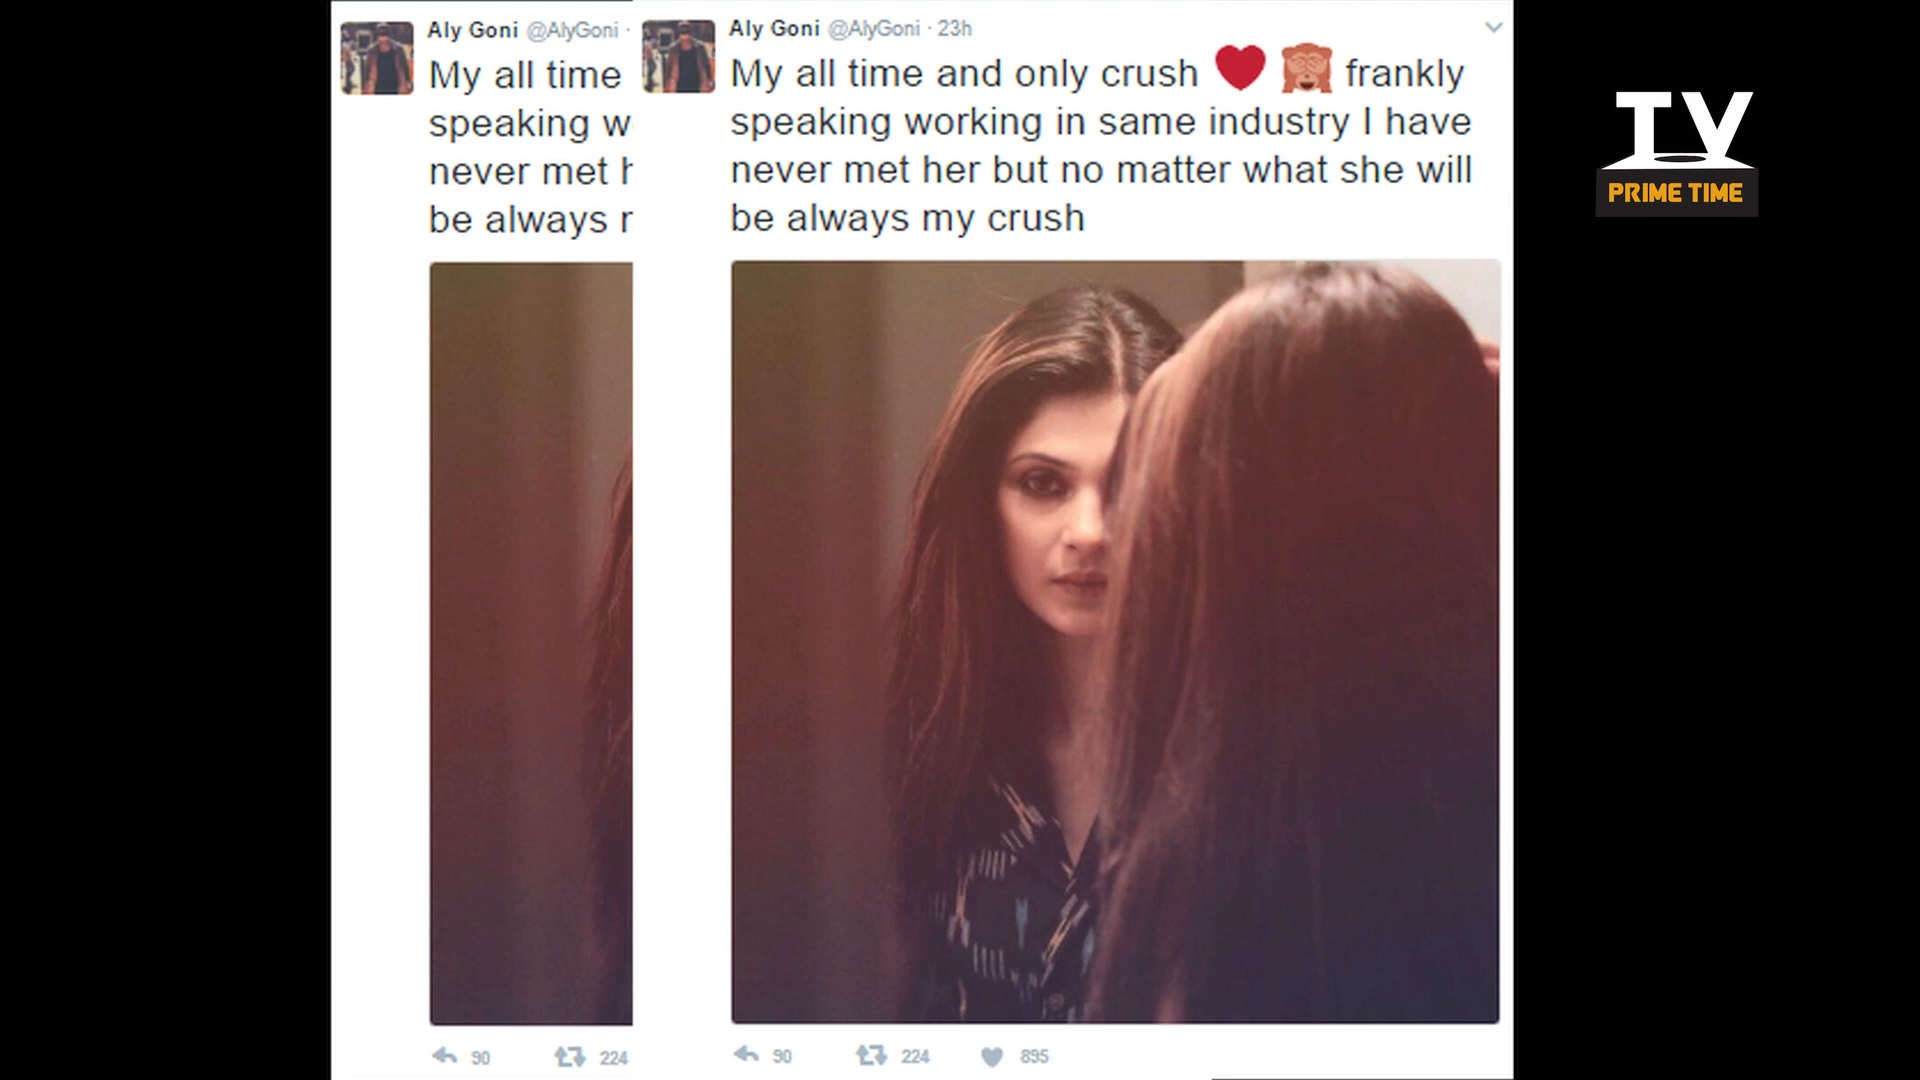 Aly Goni @AlyGoni ·
My all time
speaking w
never met h
be always
90 224
Aly Goni @AlyGoni · 23h
My all time and only crush ❤️ 🙈 frankly
speaking working in same industry I have
never met her but no matter what she will
be always my crush
90 224 895
TV
PRIME TIME